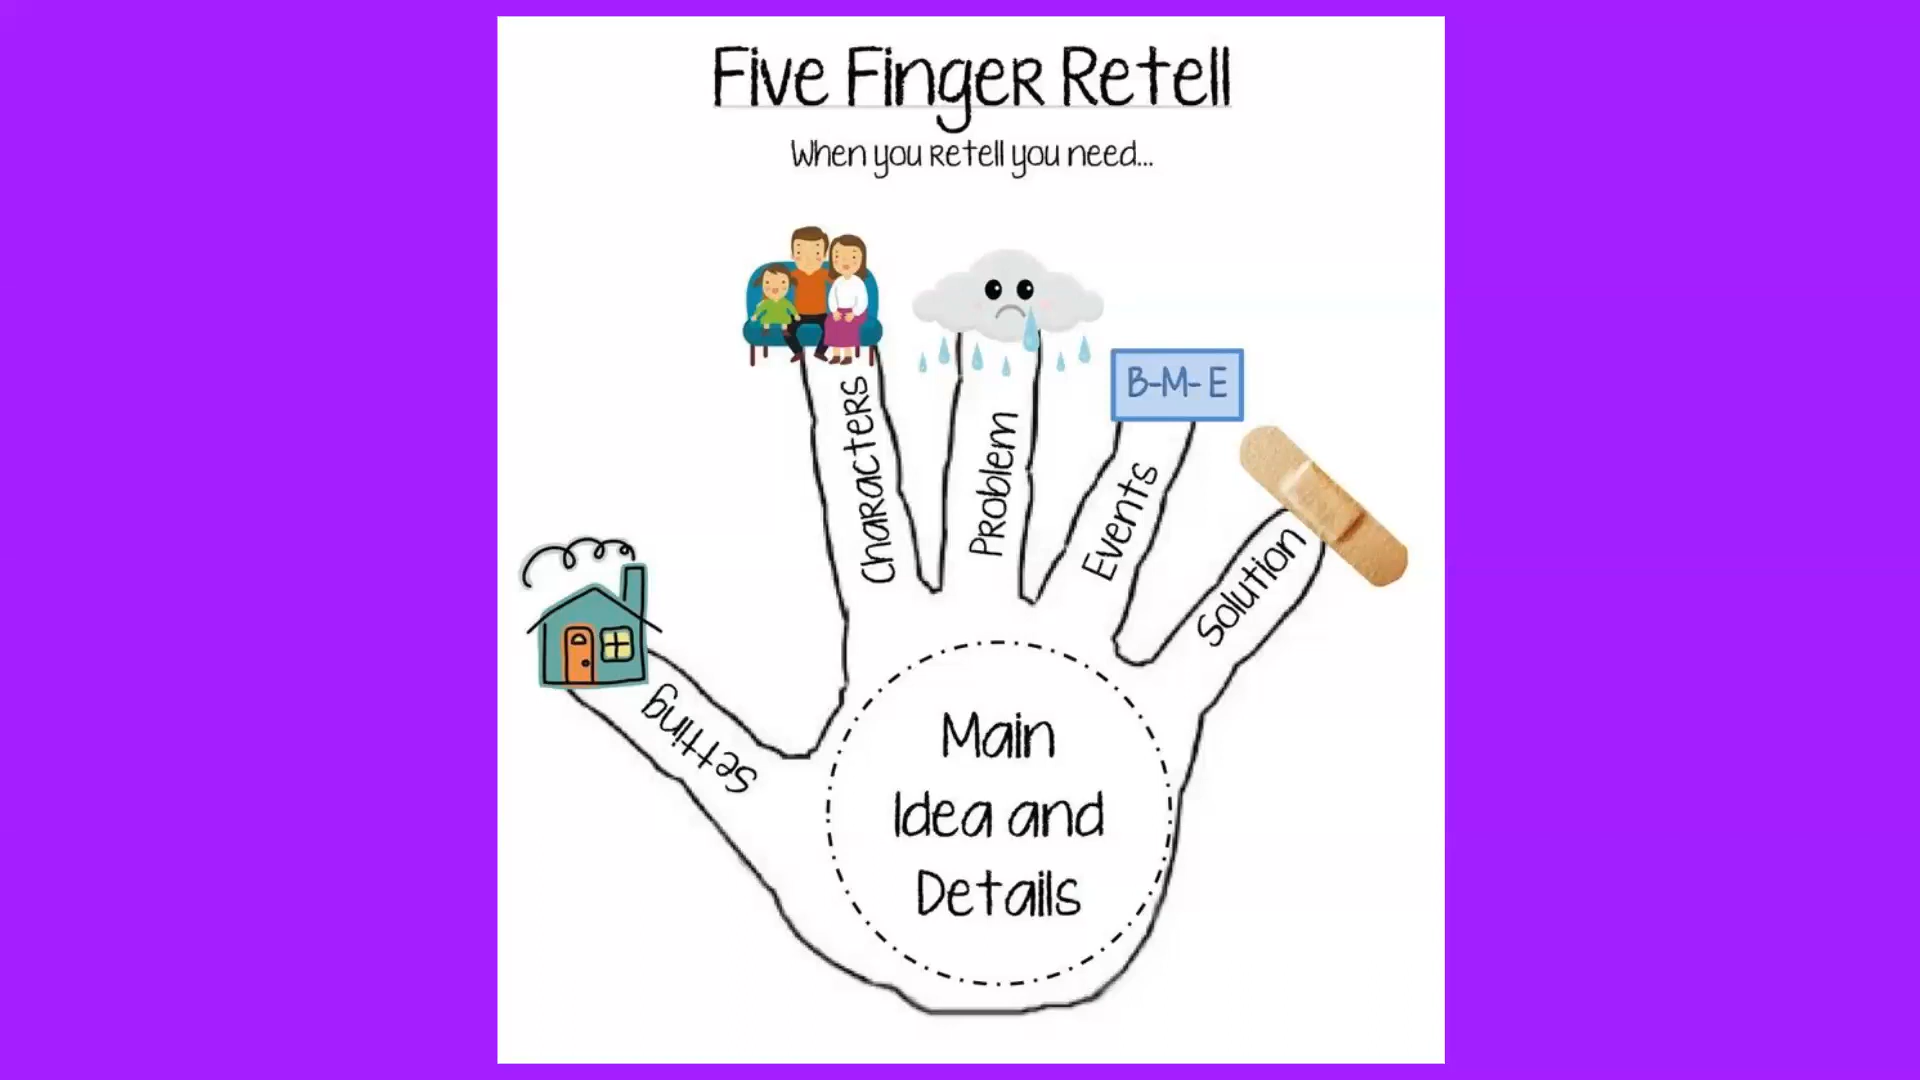 Five Finger Retell
When you Retell you need...
Characters
Problem
B-M-E
Events
Solution
setting
Main
Idea and
Details